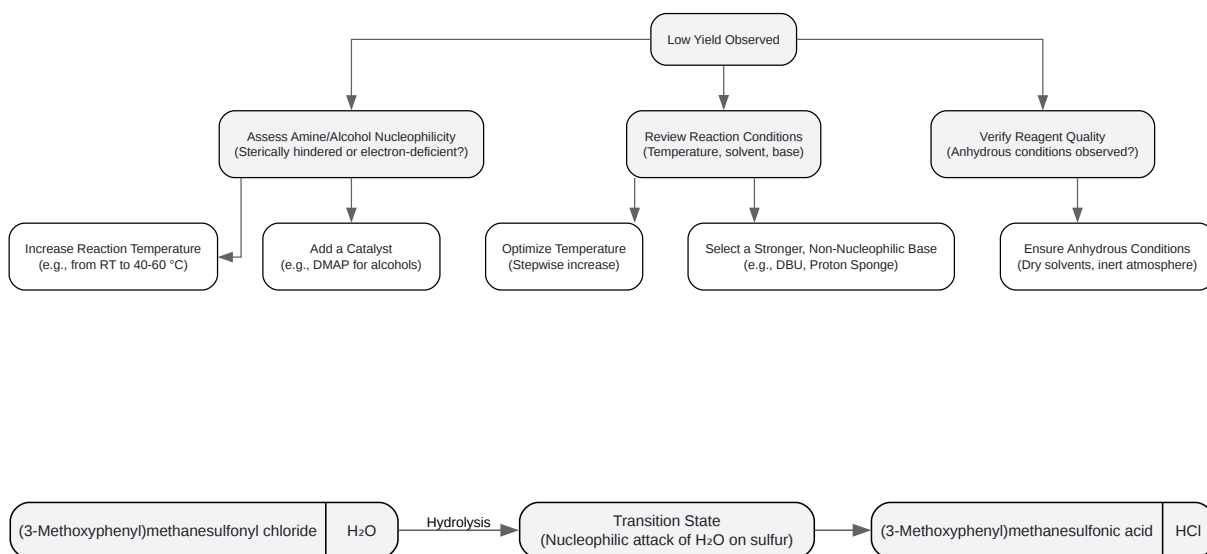 Low Yield Observed
Assess Amine/Alcohol Nucleophilicity
(Sterically hindered or electron-deficient?)
Review Reaction Conditions
(Temperature, solvent, base)
Verify Reagent Quality
(Anhydrous conditions observed?)
Increase Reaction Temperature
(e.g., from RT to 40-60 °C)
Add a Catalyst
(e.g., DMAP for alcohols)
Optimize Temperature
(Stepwise increase)
Select a Stronger, Non-Nucleophilic Base
(e.g., DBU, Proton Sponge)
Ensure Anhydrous Conditions
(Dry solvents, inert atmosphere)
(3-Methoxyphenyl)methanesulfonyl chloride
H₂O
Hydrolysis
Transition State
(Nucleophilic attack of H₂O on sulfur)
(3-Methoxyphenyl)methanesulfonic acid
HCl